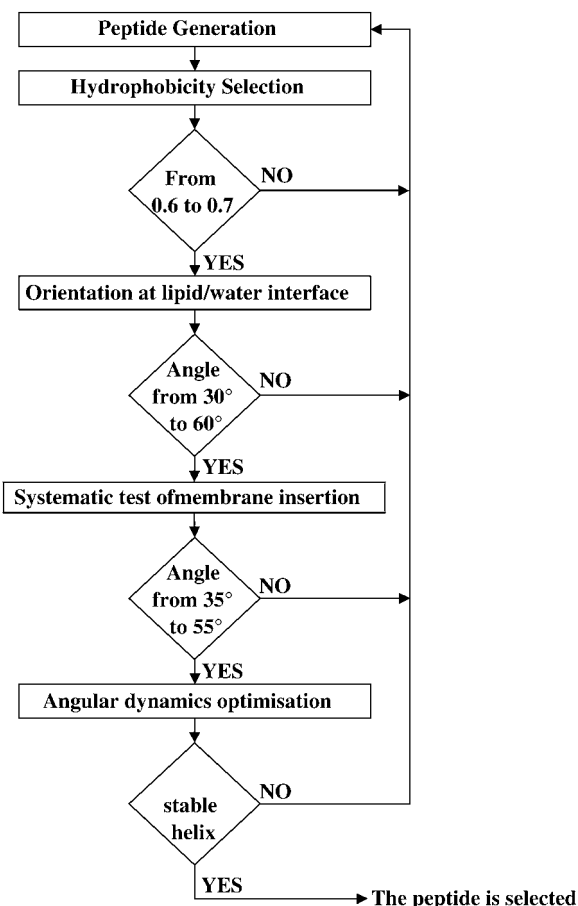 Peptide Generation
Hydrophobicity Selection
From
0.6 to 0.7
NO
YES
Orientation at lipid/water interface
Angle
from 30°
to 60°
NO
YES
Systematic test ofmembrane insertion
Angle
from 35°
to 55°
NO
YES
Angular dynamics optimisation
stable
helix
NO
YES
The peptide is selected